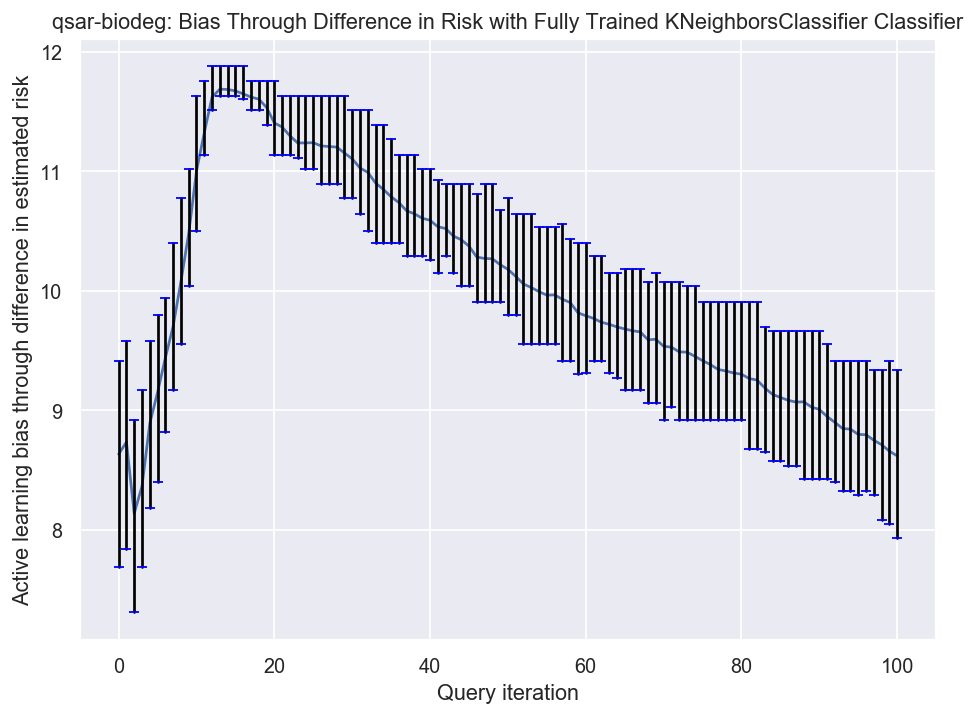 qsar-biodeg: Bias Through Difference in Risk with Fully Trained KNeighborsClassifier Classifier
Active learning bias through difference in estimated risk
12
11
10
9
8
0 20 40 60 80 100
Query iteration